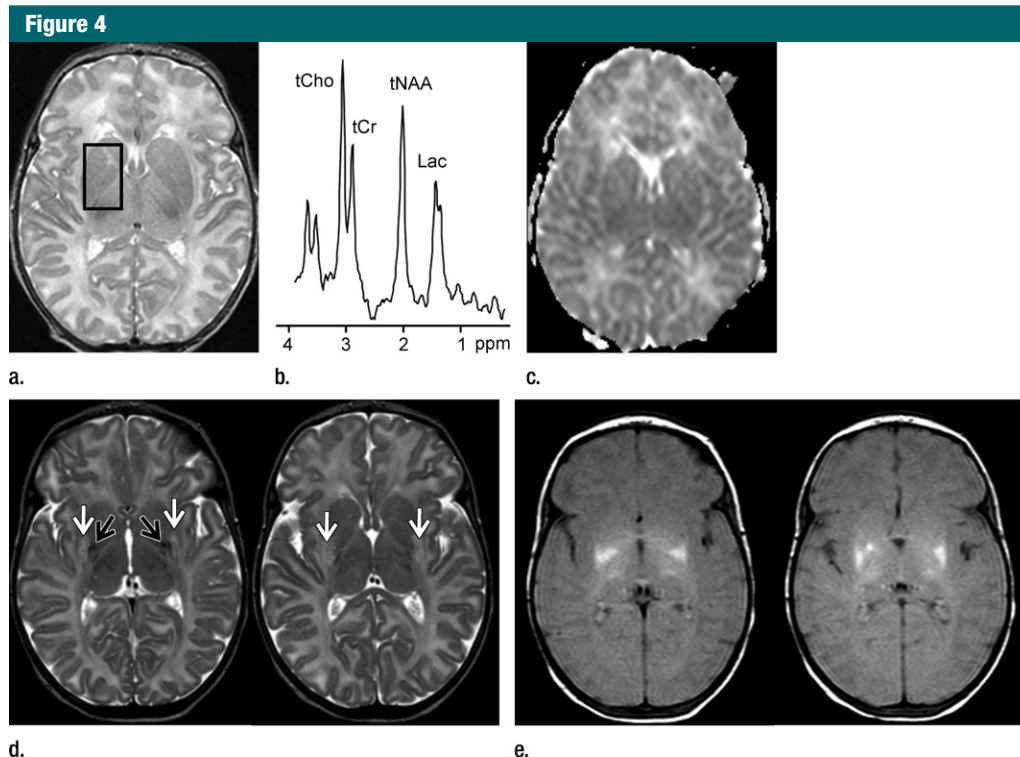 Figure 4
tCho
tCr
tNAA
Lac
4 3 2 1 ppm
a.
b.
c.
d.
e.